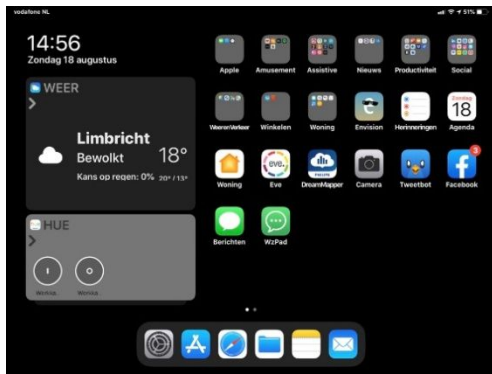 vodafone NL
51%
14:56
Zondag 18 augustus
WEER
Limbricht
Bewolkt 18°
Kans op regen: 0% 20° / 13°
HUE
I O
Apple Amusement Assistive Nieuws Productiviteit Social
Winkelen Woning Envision Herinneringen Agenda
Zondag
18
Woning Eve DreamMapper Camera Tweetbot Facebook
eve.
PHILIPS
3
Berichten WzPad